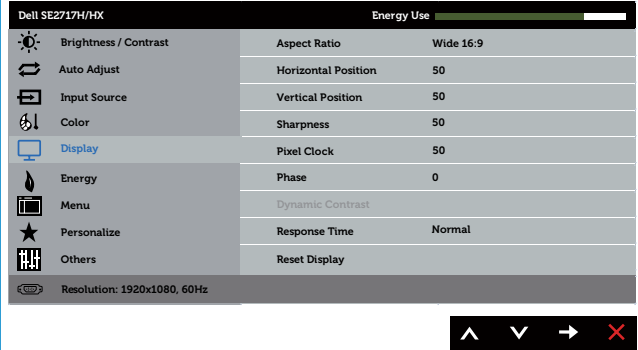 Dell SE2717H/HX Energy Use
Brightness / Contrast Aspect Ratio Wide 16:9
Auto Adjust Horizontal Position 50
Input Source Vertical Position 50
Color Sharpness 50
Display Pixel Clock 50
Energy Phase 0
Menu Dynamic Contrast
Personalize Response Time Normal
Others Reset Display
Resolution: 1920x1080, 60Hz